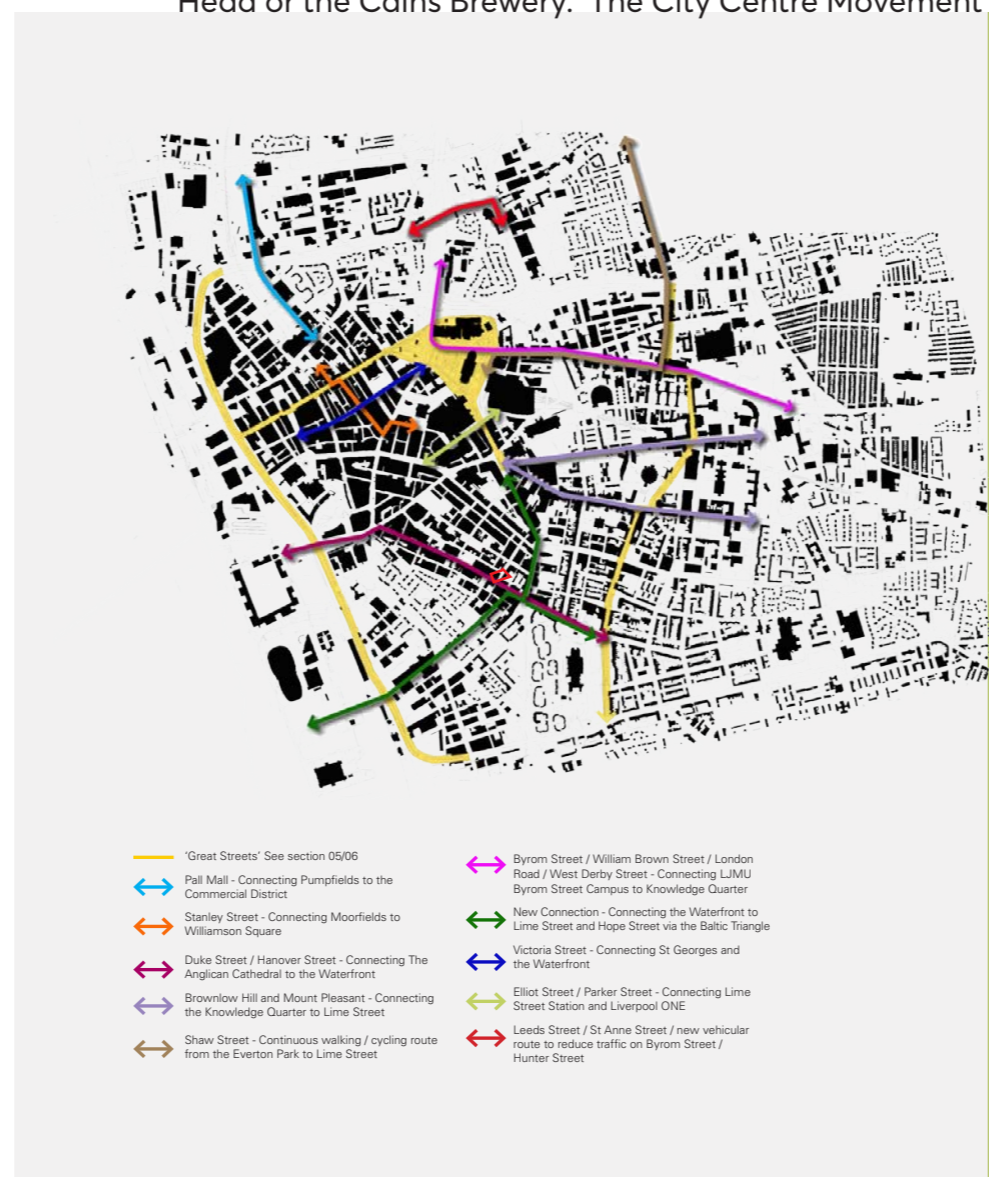 Head or the Cains Brewery. The City Centre Movement
'Great Streets' See section 05/06
Pall Mall - Connecting Pumpfields to the
Commercial District
Stanley Street - Connecting Moorfields to
Williamson Square
Duke Street / Hanover Street - Connecting The
Anglican Cathedral to the Waterfront
Brownlow Hill and Mount Pleasant - Connecting
the Knowledge Quarter to Lime Street
Shaw Street - Continuous walking / cycling route
from the Everton Park to Lime Street
Byrom Street / William Brown Street / London
Road / West Derby Street - Connecting LJMU
Byrom Street Campus to Knowledge Quarter
New Connection - Connecting the Waterfront to
Lime Street and Hope Street via the Baltic Triangle
Victoria Street - Connecting St Georges and
the Waterfront
Elliot Street / Parker Street - Connecting Lime
Street Station and Liverpool ONE
Leeds Street / St Anne Street / new vehicular
route to reduce traffic on Byrom Street /
Hunter Street